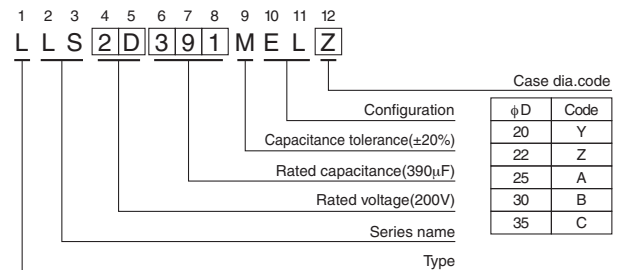 1 2 3 4 5 6 7 8 9 10 11 12
L L S 2 D 3 9 1 M E L Z
Case dia.code
Configuration
Capacitance tolerance(±20%)
Rated capacitance(390μF)
Rated voltage(200V)
Series name
Type
φD Code
20 Y
22 Z
25 A
30 B
35 C